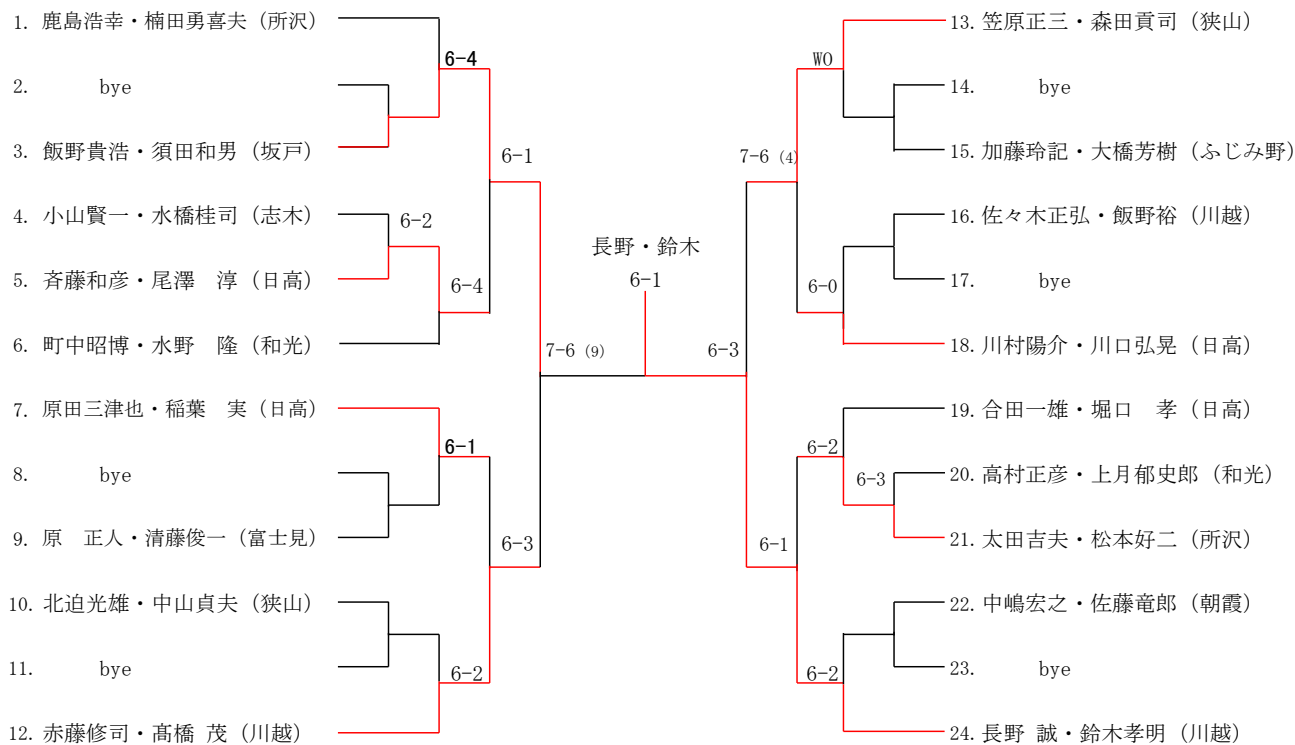 1. 鹿島浩幸・楠田勇喜夫（所沢）
6-4
2. bye
3. 飯野貴浩・須田和男（坂戸）
6-1
4. 小山賢一・水橋桂司（志木）
6-2
5. 斉藤和彦・尾澤　淳（日高）
6-4
6. 町中昭博・水野　隆（和光）
7-6 (9)
7. 原田三津也・稲葉　実（日高）
6-1
8. bye
9. 原　正人・清藤俊一（富士見）
6-3
10. 北迫光雄・中山貞夫（狭山）
11. bye
6-2
12. 赤藤修司・髙橋 茂（川越）
長野・鈴木
6-1
13. 笠原正三・森田貢司（狭山）
WO
14. bye
15. 加藤玲記・大橋芳樹（ふじみ野）
7-6 (4)
16. 佐々木正弘・飯野裕（川越）
17. bye
6-0
18. 川村陽介・川口弘晃（日高）
6-3
19. 合田一雄・堀口　孝（日高）
6-2
20. 高村正彦・上月郁史郎（和光）
6-3
21. 太田吉夫・松本好二（所沢）
6-1
22. 中嶋宏之・佐藤竜郎（朝霞）
23. bye
6-2
24. 長野 誠・鈴木孝明（川越）